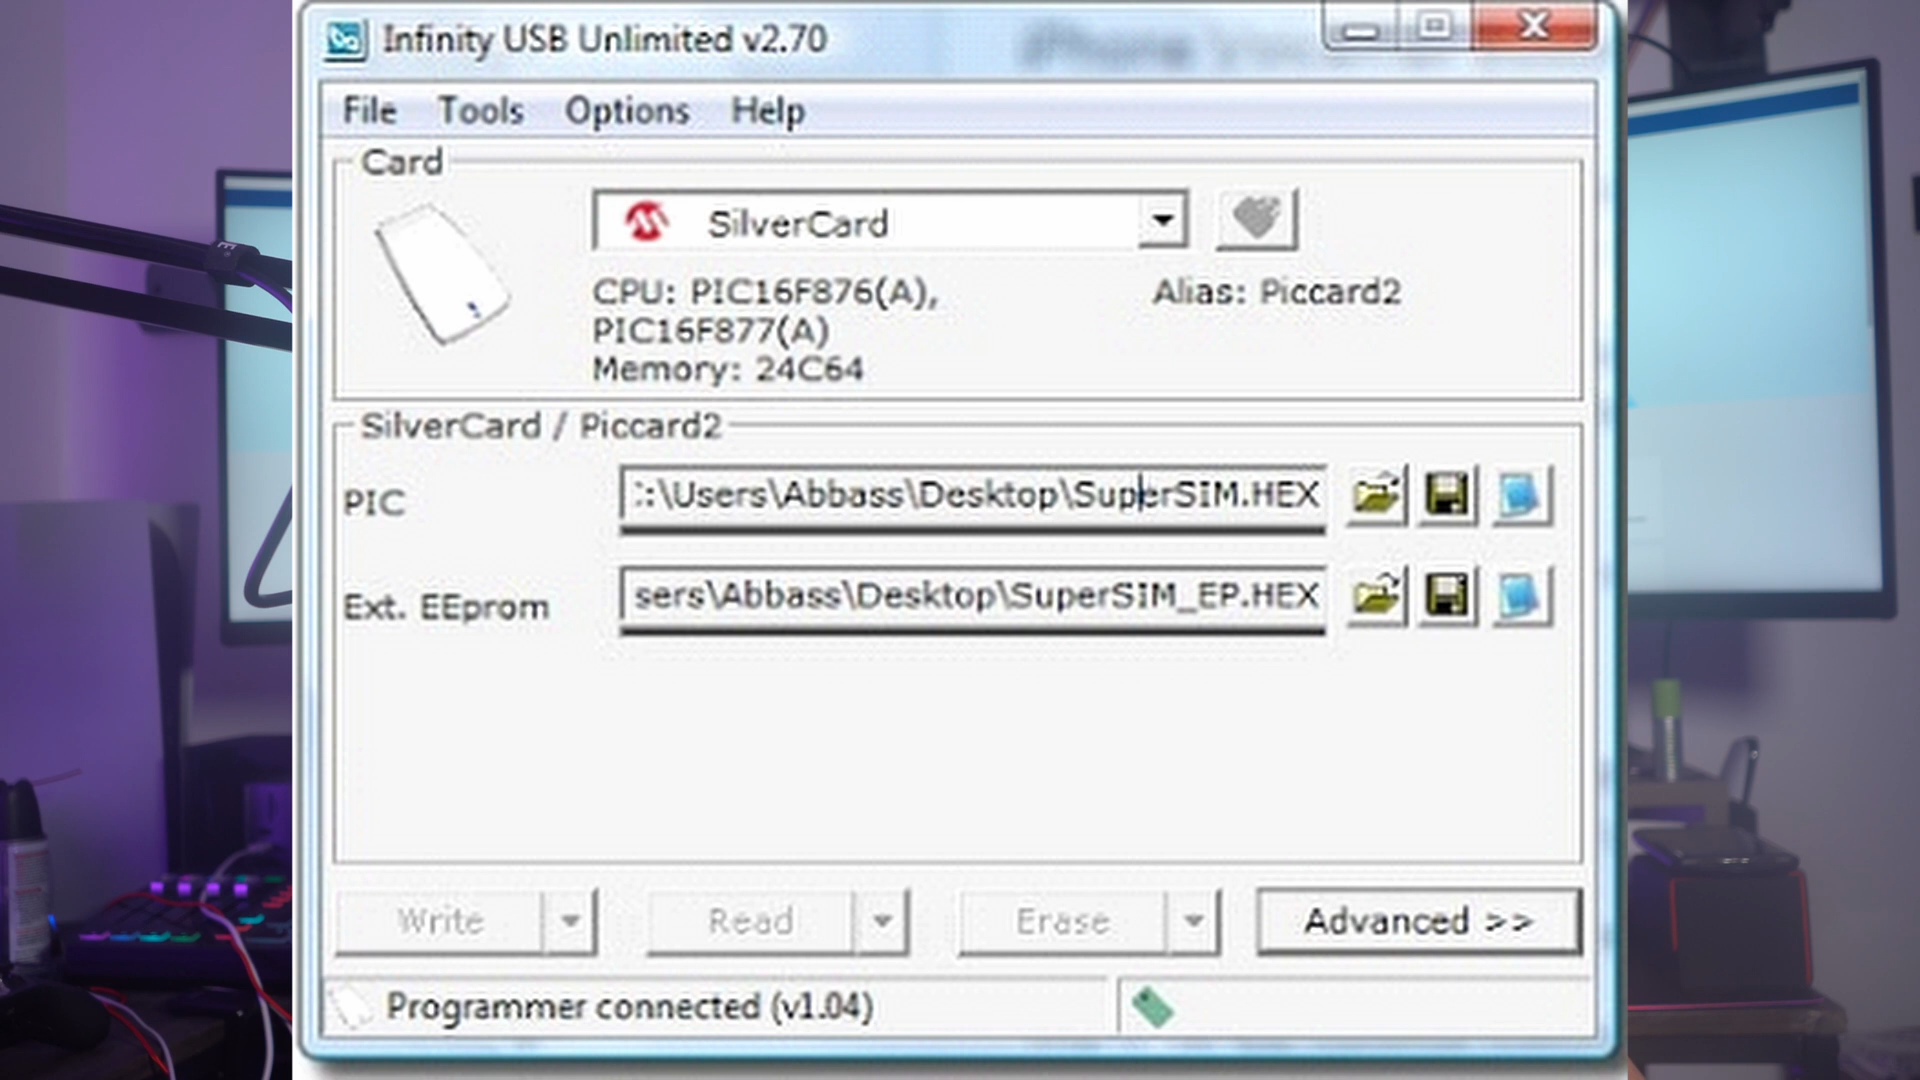 Infinity USB Unlimited v2.70
iPhone
File Tools Options Help
Card
SilverCard
CPU: PIC16F876(A), Alias: Piccard2
PIC16F877(A)
Memory: 24C64
SilverCard / Piccard2
PIC :\Users\Abbass\Desktop\SuperSIM.HEX
Ext. EEprom sers\Abbass\Desktop\SuperSIM_EP.HEX
Write Read Erase Advanced >>
Programmer connected (v1.04)